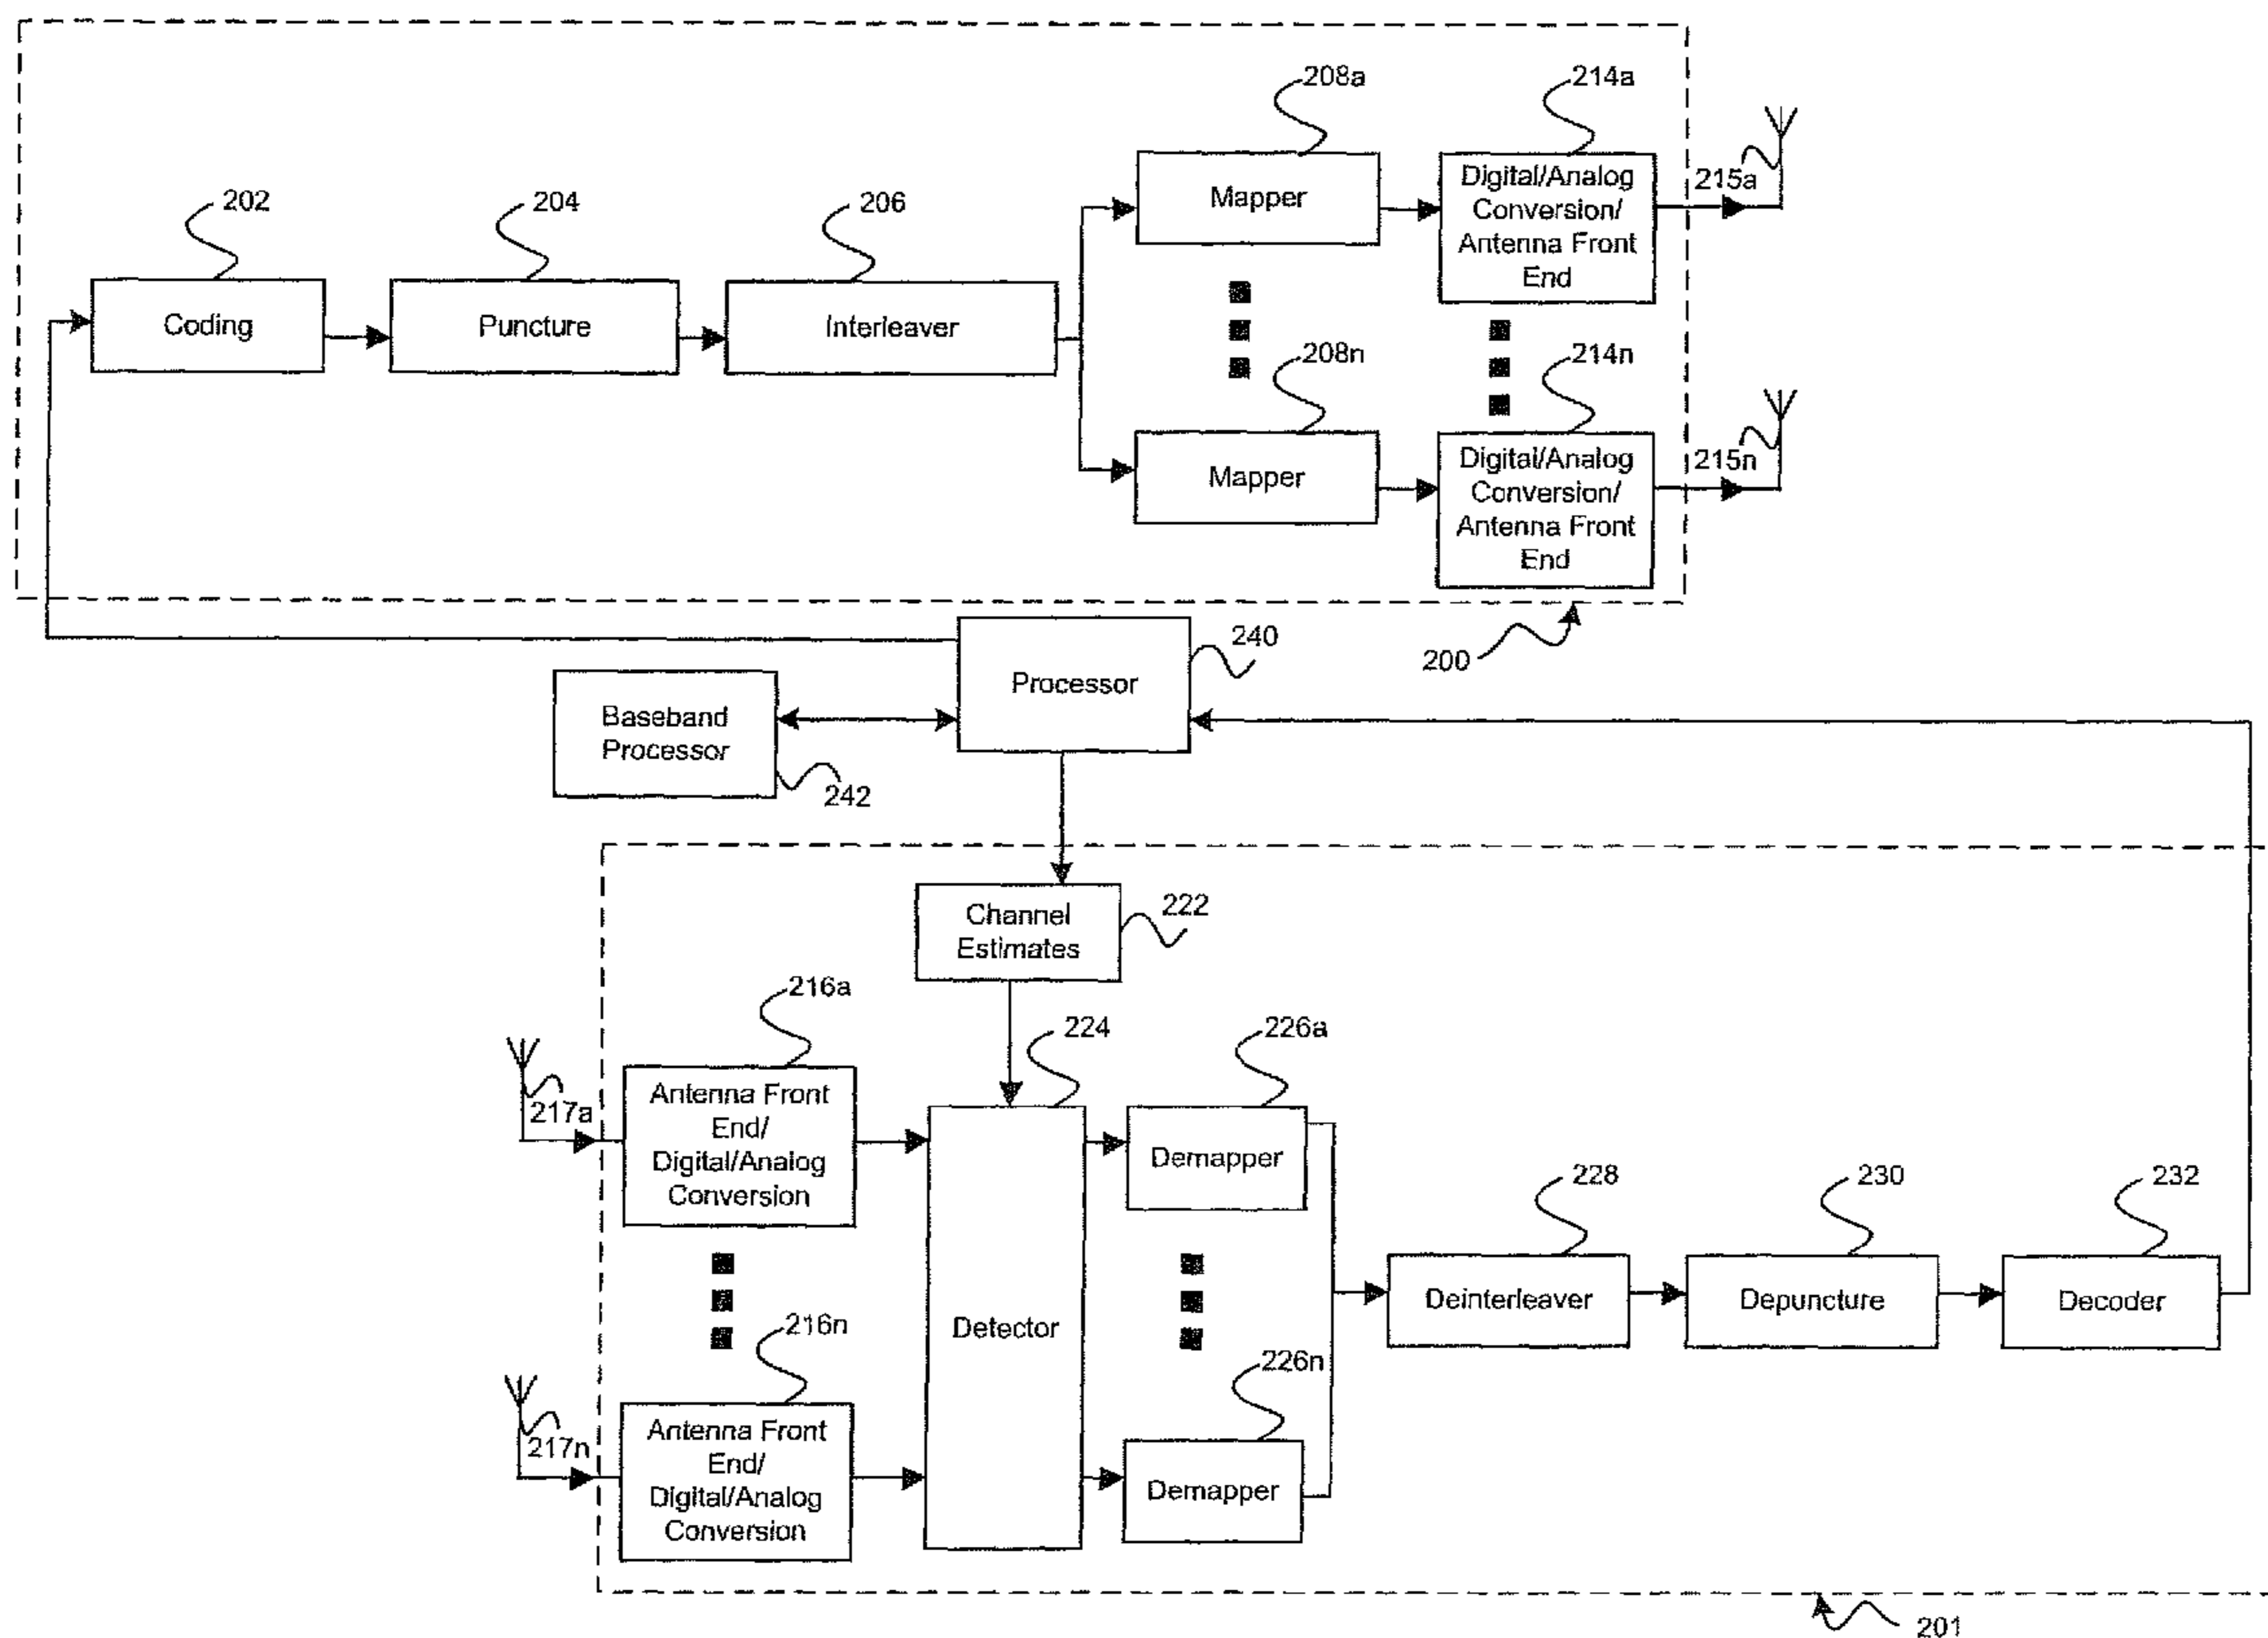 208a
214a
Mapper
Digital/Analog
Conversion/
Antenna Front
End
215a
202
204
206
Coding
Puncture
Interleaver
208n
214n
Mapper
Digital/Analog
Conversion/
Antenna Front
End
215n
200
240
Processor
Baseband
Processor
242
Channel
Estimates
222
216a
224
226a
217a
Antenna Front
End/
Digital/Analog
Conversion
Demapper
228
230
232
Deinterleaver
Depuncture
Decoder
Detector
216n
226n
217n
Antenna Front
End/
Digital/Analog
Conversion
Demapper
201